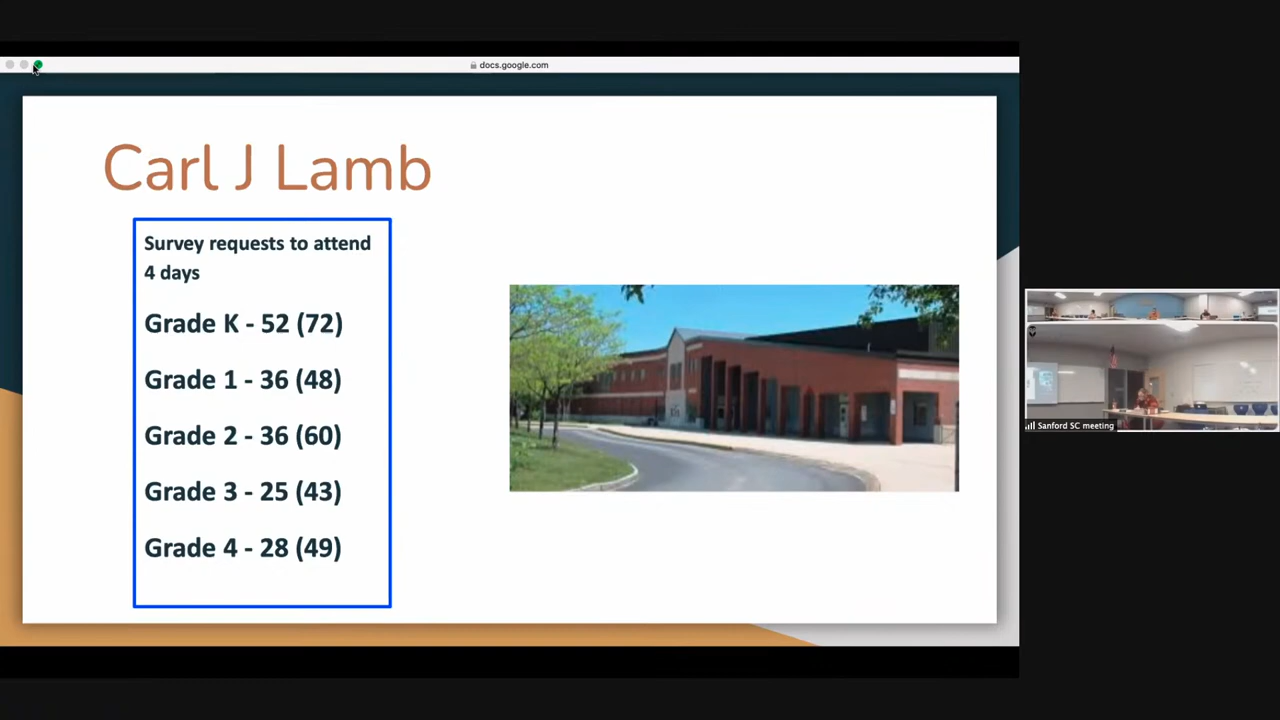 docs.google.com
Carl J Lamb
Survey requests to attend
4 days
Grade K - 52 (72)
Grade 1 - 36 (48)
Grade 2 - 36 (60)
Grade 3 - 25 (43)
Grade 4 - 28 (49)
Sanford SC meeting